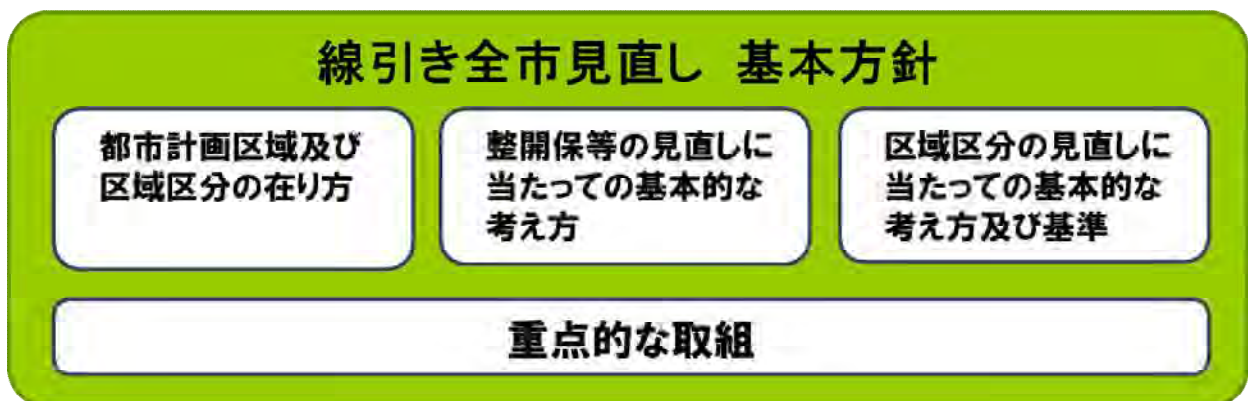 線引き全市見直し 基本方針
都市計画区域及び
区域区分の在り方
整開保等の見直しに
当たっての基本的な
考え方
区域区分の見直しに
当たっての基本的な
考え方及び基準
重点的な取組